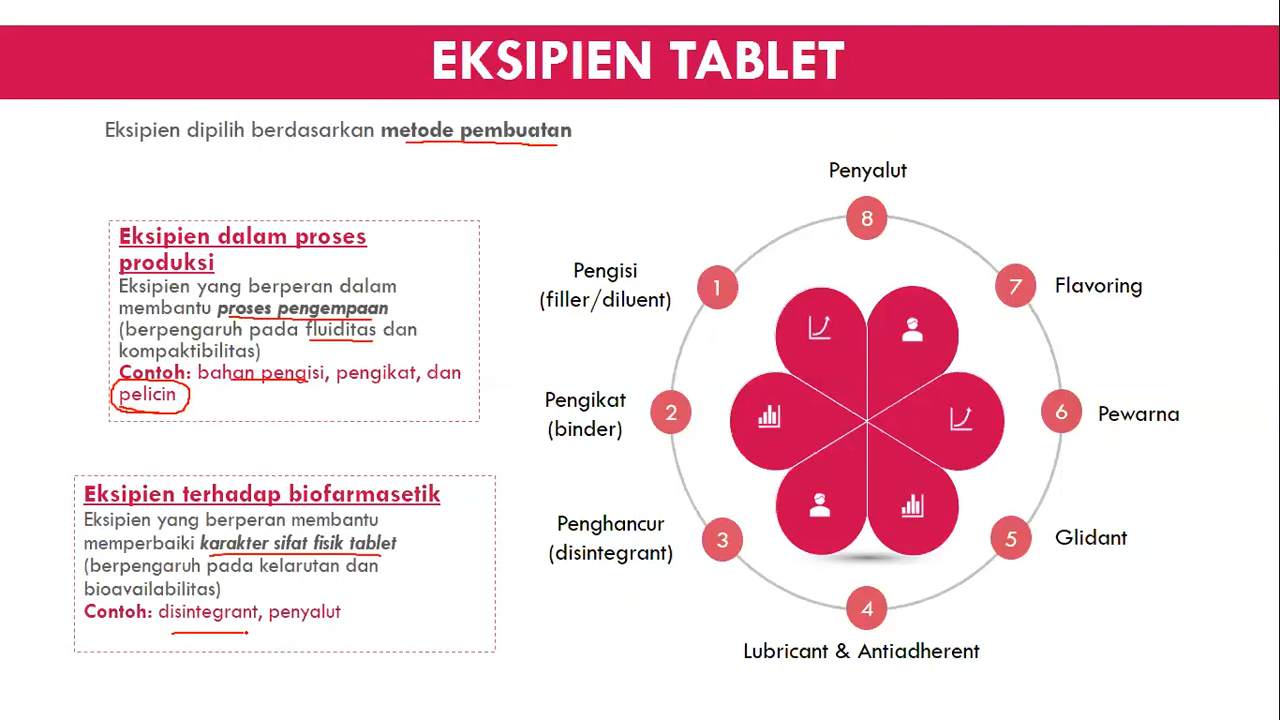 EKSIPIEN TABLET
Eksipien dipilih berdasarkan metode pembuatan
Eksipien dalam proses
produksi
Eksipien yang berperan dalam
membantu proses pengempaan
(berpengaruh pada fluiditas dan
kompaktibilitas)
Contoh: bahan pengisi, pengikat, dan
pelicin
Eksipien terhadap biofarmasetik
Eksipien yang berperan membantu
memperbaiki karakter sifat fisik tablet
(berpengaruh pada kelarutan dan
bioavailabilitas)
Contoh: disintegrant, penyalut
Penyalut
8
Pengisi
(filler/diluent)
1
7
Flavoring
Pengikat
(binder)
2
6
Pewarna
Penghancur
(disintegrant)
3
5
Glidant
4
Lubricant & Antiadherent